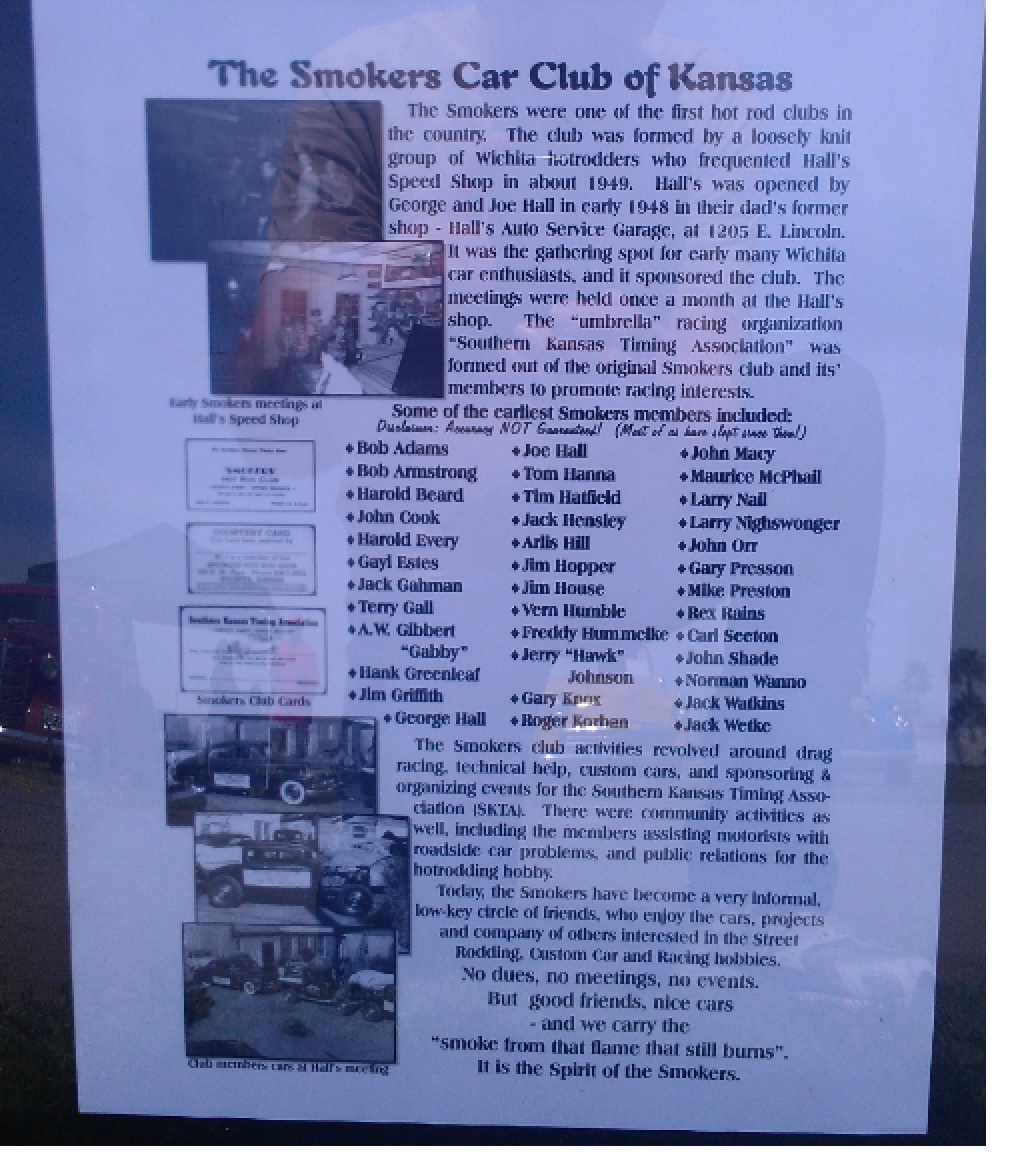 The Smokers Car Club of Kansas
The Smokers were one of the first hot rod clubs in
the country. The club was formed by a loosely knit
group of Wichita hotrodders who frequented Hall's
Speed Shop in about 1949. Hall's was opened by
George and Joe Hall in early 1948 in their dad's former
shop - Hall's Auto Service Garage, at 1205 E. Lincoln.
It was the gathering spot for early many Wichita
car enthusiasts, and it sponsored the club. The
meetings were held once a month at the Hall's
shop. The "umbrella" racing organization
"Southern Kansas Timing Association" was
formed out of the original Smokers club and its'
members to promote racing interests.
Early Smokers meetings at
Hall's Speed Shop
Some of the earliest Smokers members included:
Disclaimer: Accuracy NOT Guaranteed! (Most of us have slept since then!)
Bob Adams
Bob Armstrong
Harold Beard
John Cook
Harold Every
Gayl Estes
Jack Gahman
Terry Gall
A.W. Gibbert
"Gabby"
Hank Greenleaf
Jim Griffith
George Hall
Joe Hall
Tom Hanna
Tim Hatfield
Jack Hensley
Arlis Hill
Jim Hopper
Jim House
Vern Humble
Freddy Hummelke
Jerry "Hawk"
Johnson
Gary Knox
Roger Korban
John Macy
Maurice McPhail
Larry Nail
Larry Nighswonger
John Orr
Gary Presson
Mike Preston
Rex Rains
Carl Seeton
John Shade
Norman Wanno
Jack Watkins
Jack Wetke
"SMOKERS"
HOT ROD CLUB
COURTESY CARD
Southern Kansas Timing Association
Smokers Club Cards
The Smokers club activities revolved around drag
racing, technical help, custom cars, and sponsoring &
organizing events for the Southern Kansas Timing Asso-
ciation (SKTA). There were community activities as
well, including the members assisting motorists with
roadside car problems, and public relations for the
hotrodding hobby.
Today, the Smokers have become a very informal,
low-key circle of friends, who enjoy the cars, projects
and company of others interested in the Street
Rodding, Custom Car and Racing hobbies.
No dues, no meetings, no events.
But good friends, nice cars
- and we carry the
"smoke from that flame that still burns".
It is the Spirit of the Smokers.
Club members cars at Hall's meeting